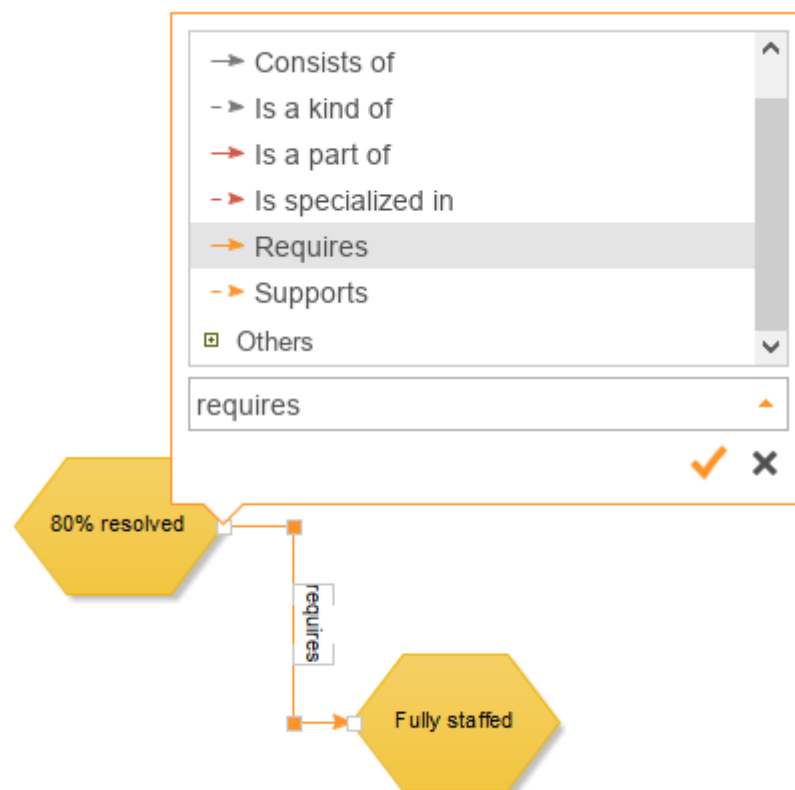 Consists of
Is a kind of
Is a part of
Is specialized in
Requires
Supports
Others
requires
80% resolved
requires
Fully staffed